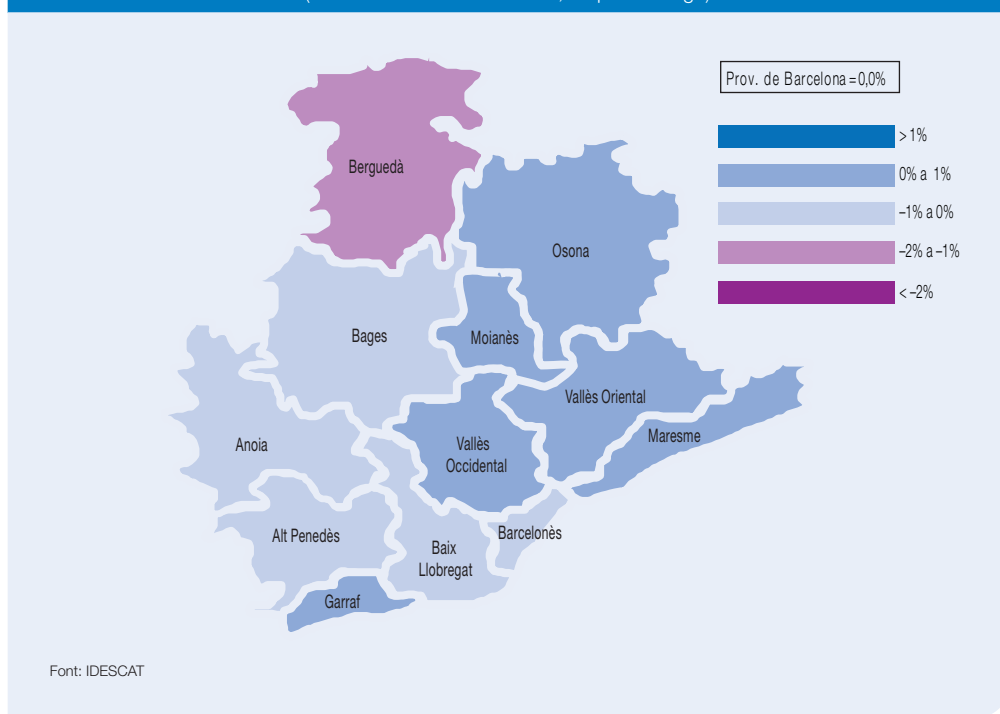 Prov. de Barcelona = 0,0%
> 1%
0% a 1%
–1% a 0%
–2% a –1%
< –2%
Berguedà
Osona
Bages
Moianès
Vallès Oriental
Maresme
Anoia
Vallès
Occidental
Alt Penedès
Barcelonès
Baix
Llobregat
Garraf
Font: IDESCAT